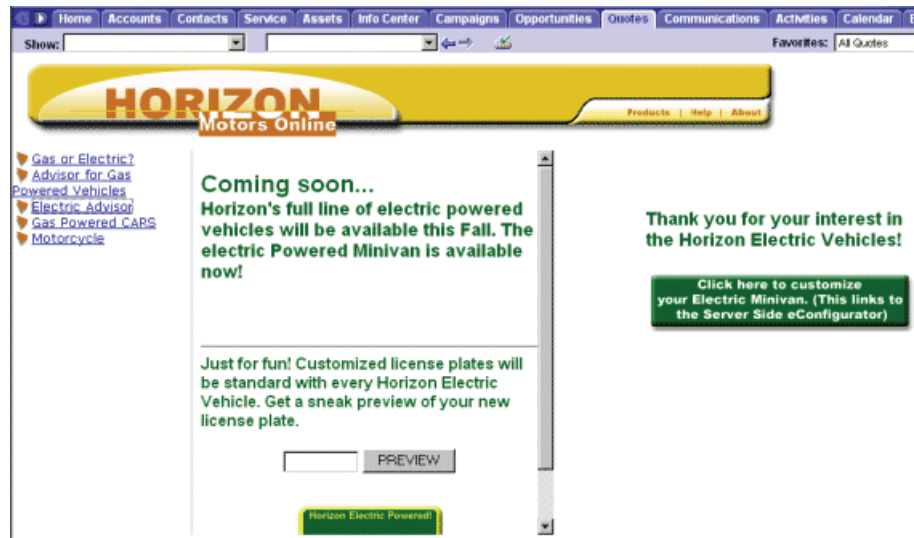 Home Accounts Contacts Service Assets Info Center Campaigns Opportunities Quotes Communications Activities Calendar
Show: Favorites: All Quotes
HORIZON
Motors Online
Products | Help | About
Gas or Electric?
Advisor for Gas
Powered Vehicles
Electric Advisor
Gas Powered CARS
Motorcycle
Coming soon...
Horizon's full line of electric powered
vehicles will be available this Fall. The
electric Powered Minivan is available
now!
Just for fun! Customized license plates will
be standard with every Horizon Electric
Vehicle. Get a sneak preview of your new
license plate.
PREVIEW
Horizon Electric Powered!
Thank you for your interest in
the Horizon Electric Vehicles!
Click here to customize
your Electric Minivan. (This links to
the Server Side eConfigurator)